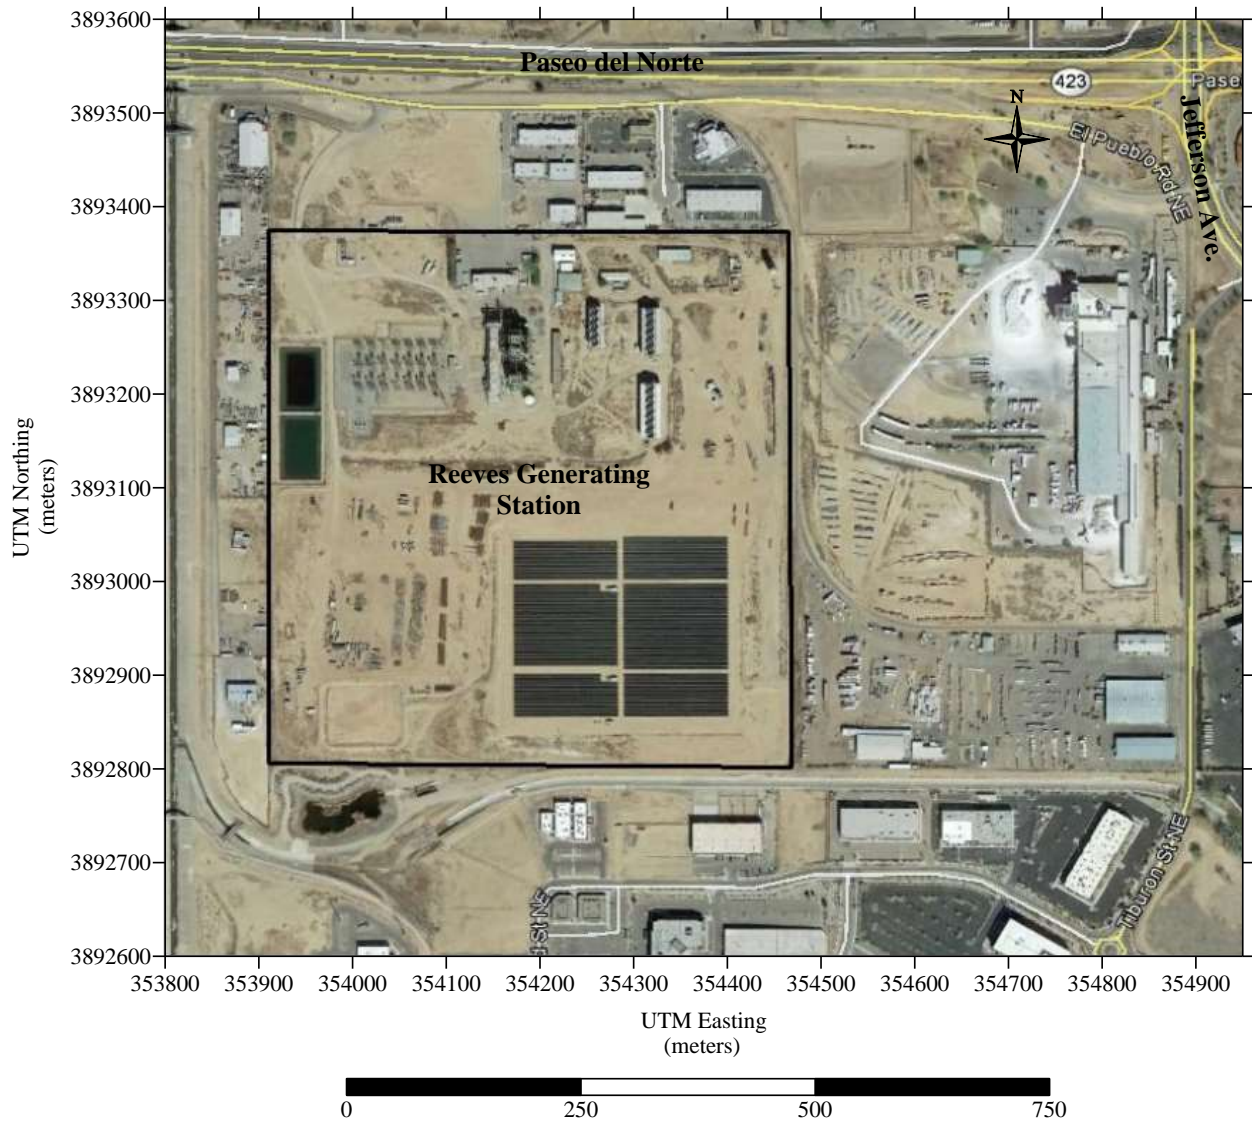 3893600
3893500
3893400
3893300
3893200
3893100
3893000
3892900
3892800
3892700
3892600
UTM Northing
(meters)
Paseo del Norte
423
Pase
N
El Pueblo Rd NE
Jefferson Ave.
Reeves Generating
Station
St NE
Tiburon St NE
353800 353900 354000 354100 354200 354300 354400 354500 354600 354700 354800 354900
UTM Easting
(meters)
0 250 500 750